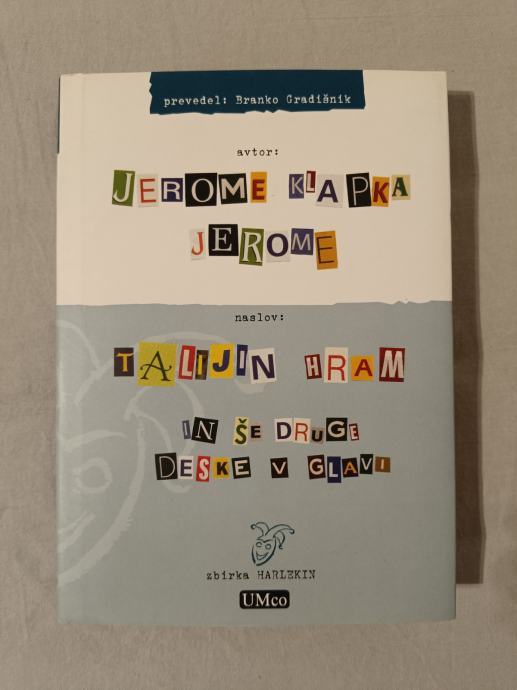 prevedel: Branko Gradišnik
avtor:
JEROME KLAPKA
JEROME
naslov:
TALIJIN HRAM
IN ŠE DRUGE
DESKE V GLAVI
zbirka HARLEKIN
UMco